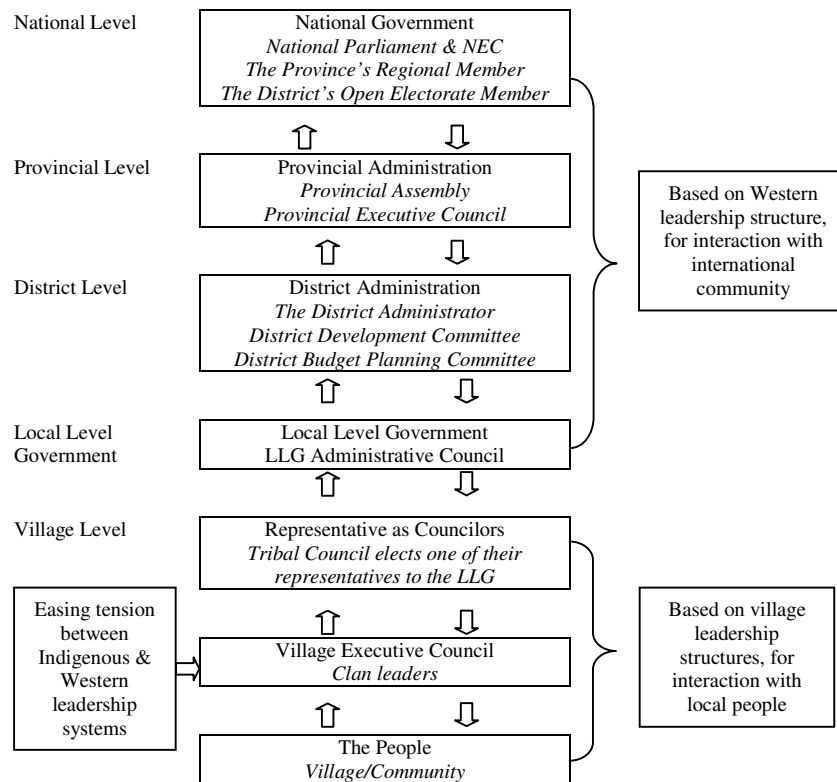 National Level
National Government
National Parliament & NEC
The Province's Regional Member
The District's Open Electorate Member
Provincial Level
Provincial Administration
Provincial Assembly
Provincial Executive Council
Based on Western
leadership structure,
for interaction with
international
community
District Level
District Administration
The District Administrator
District Development Committee
District Budget Planning Committee
Local Level
Government
Local Level Government
LLG Administrative Council
Village Level
Representative as Councilors
Tribal Council elects one of their
representatives to the LLG
Easing tension
between
Indigenous &
Western
leadership
systems
Village Executive Council
Clan leaders
Based on village
leadership
structures, for
interaction with
local people
The People
Village/Community